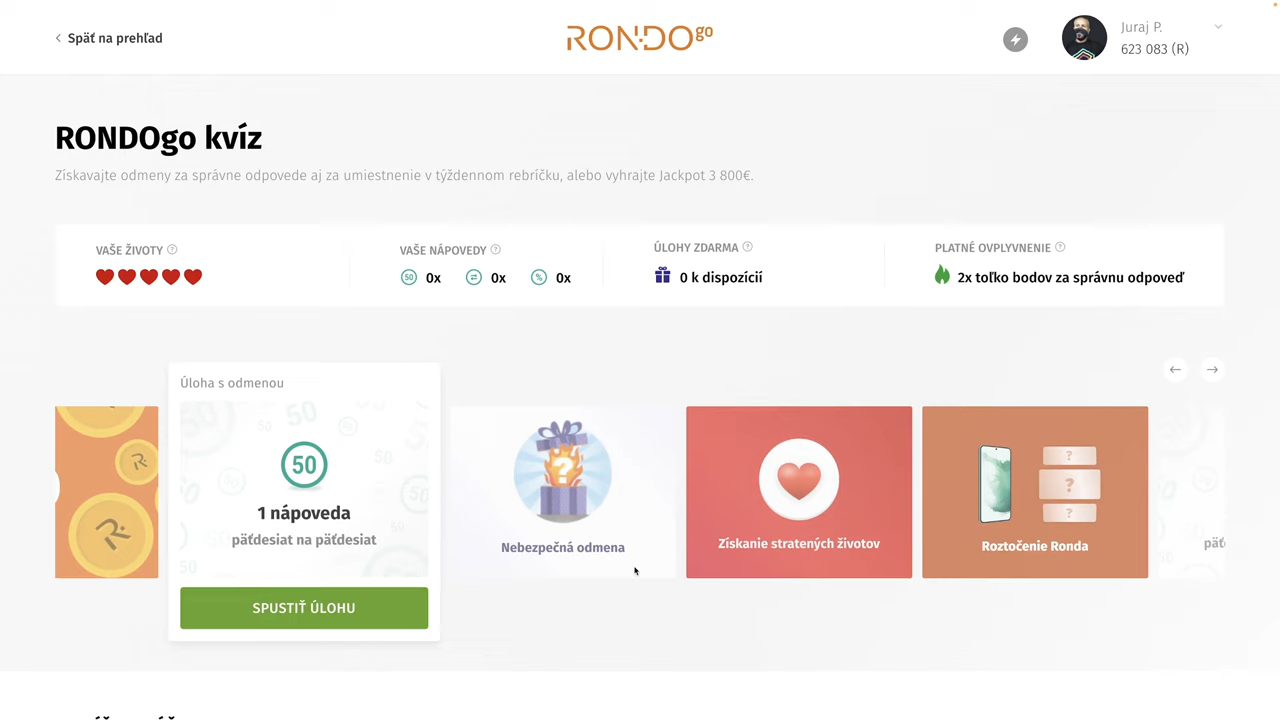 Späť na prehľad
RONDOgo
Juraj P.
623 083 (R)
RONDOgo kvíz
Získavajte odmeny za správne odpovede aj za umiestnenie v týždennom rebríčku, alebo vyhrajte Jackpot 3 800€.
VAŠE ŽIVOTY
VAŠE NÁPOVEDY
50 0x 0x % 0x
ÚLOHY ZDARMA
0 k dispozícií
PLATNÉ OVPLYVNENIE
2x toľko bodov za správnu odpoveď
Úloha s odmenou
50
1 nápoveda
päťdesiat na päťdesiat
SPUSTIŤ ÚLOHU
?
Nebezpečná odmena
Získanie stratených životov
?
?
?
Roztočenie Ronda
päťd